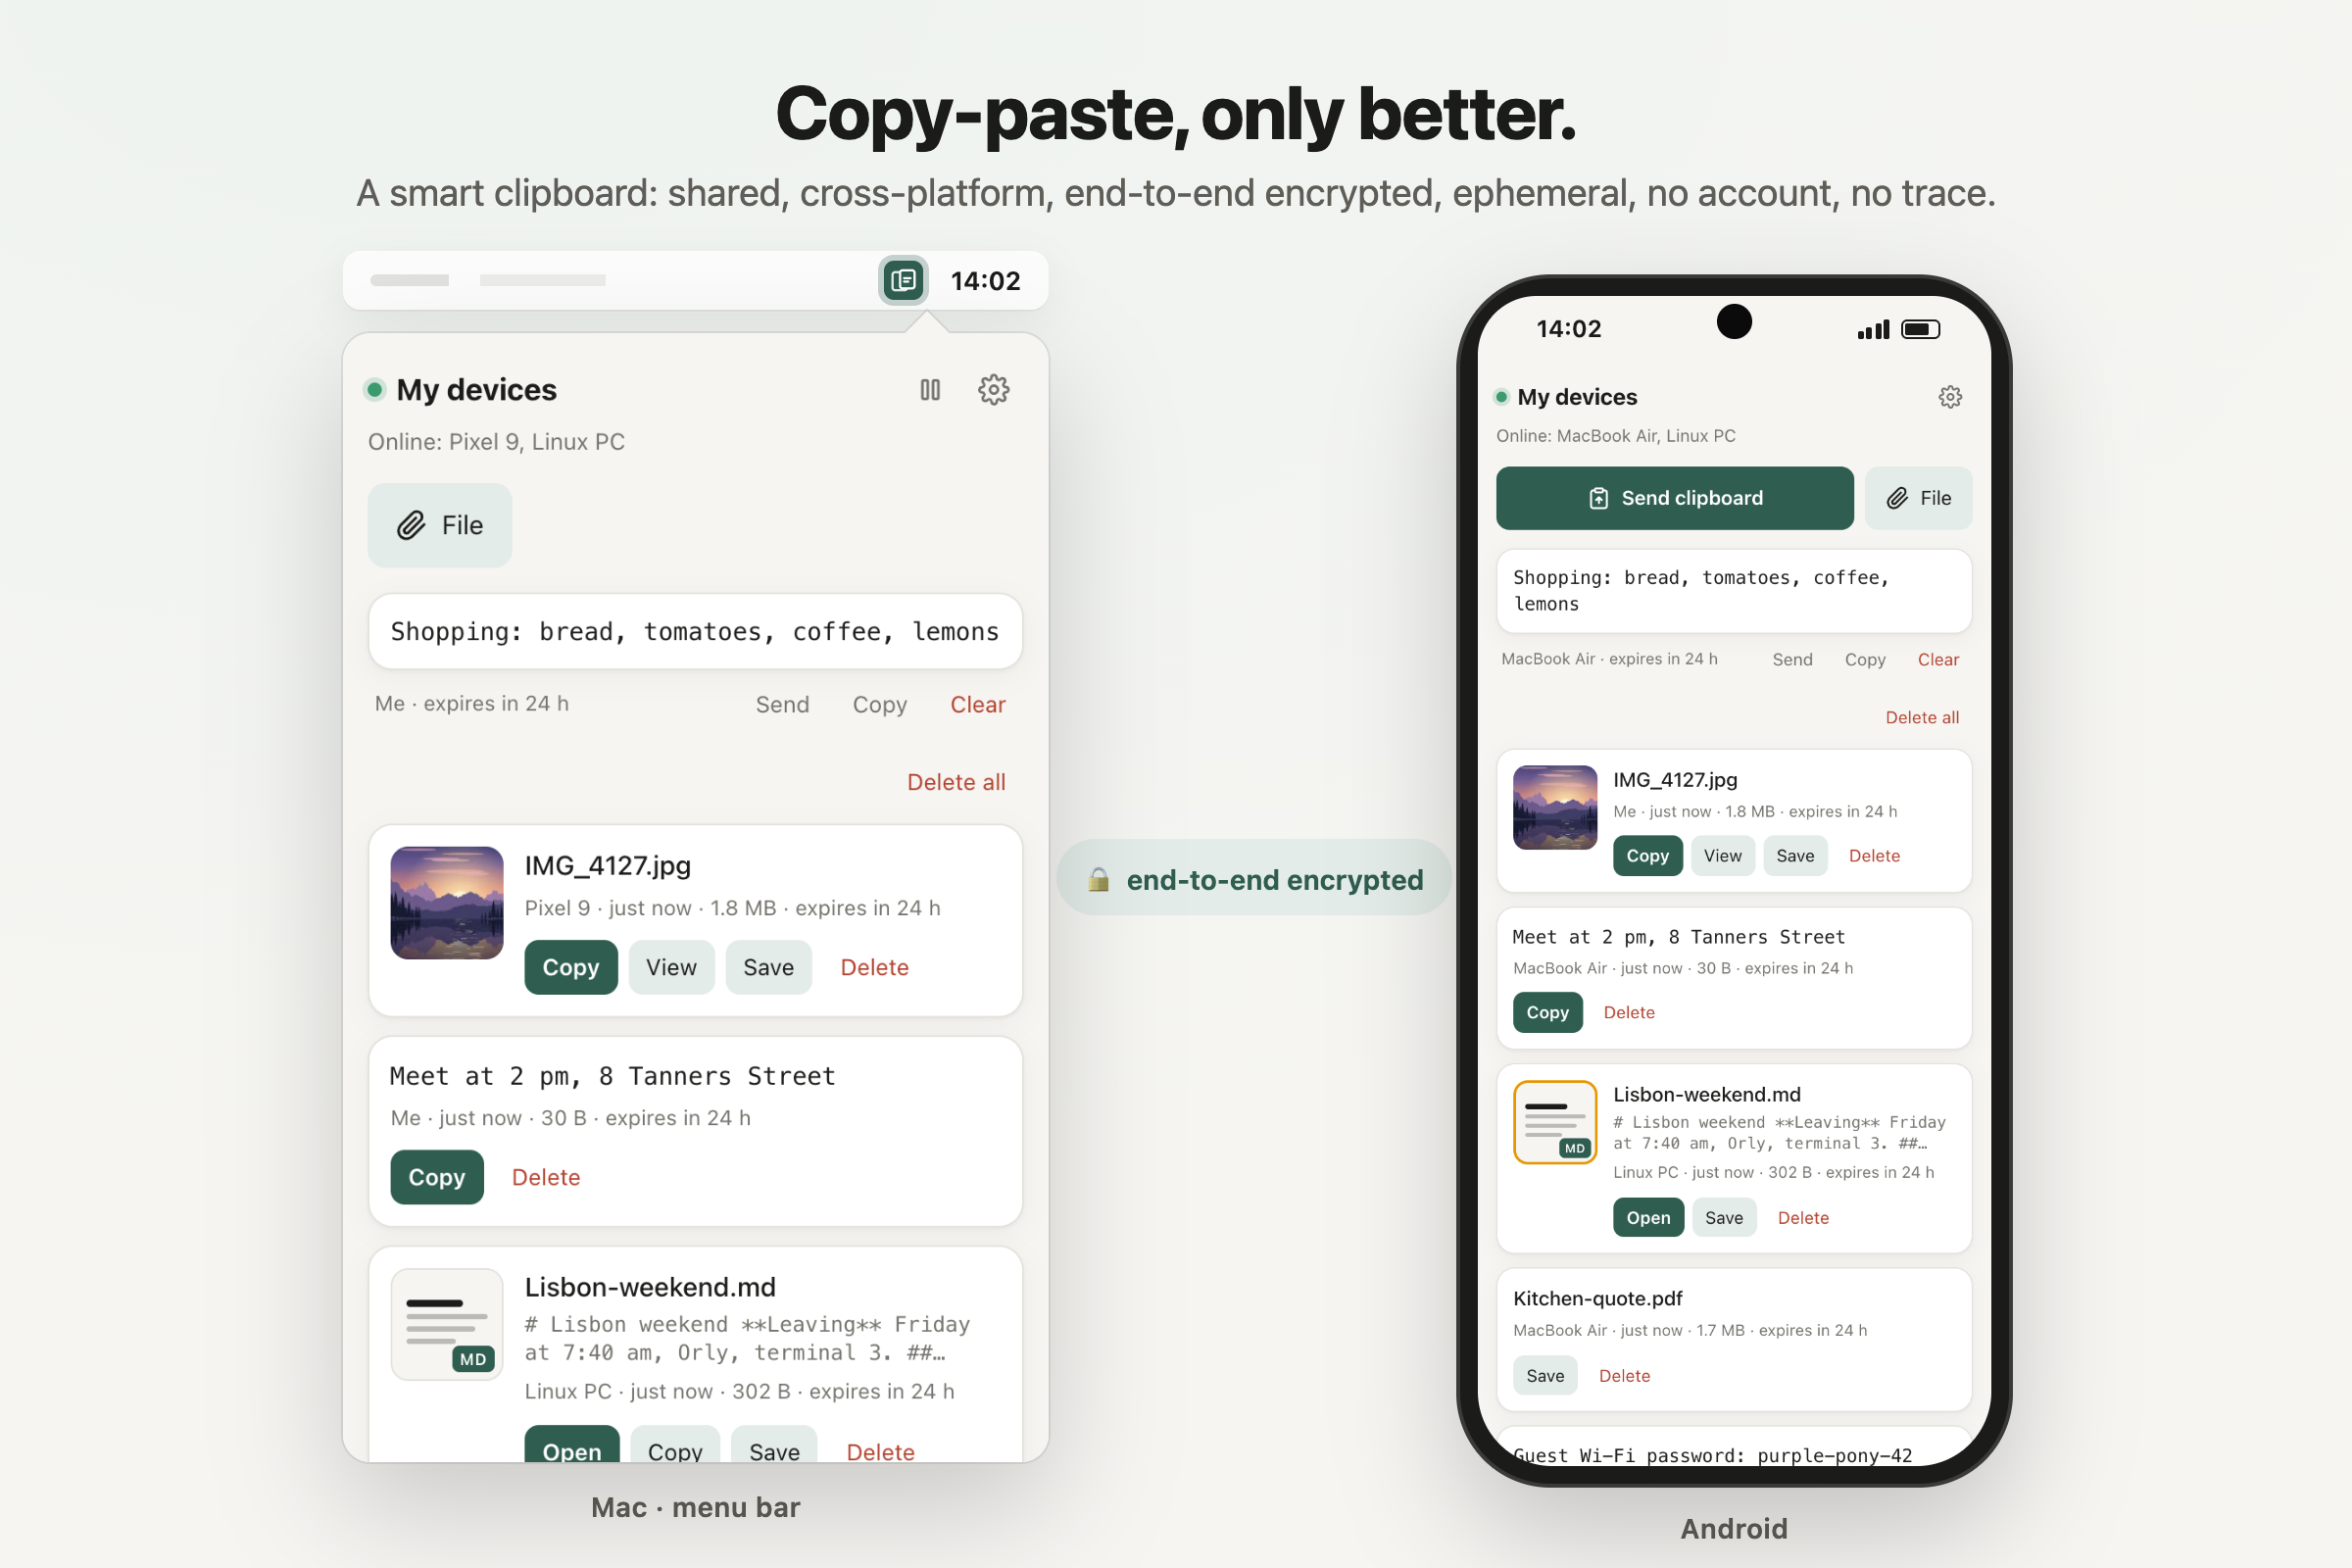 Copy-paste, only better.
A smart clipboard: shared, cross-platform, end-to-end encrypted, ephemeral, no account, no trace.
14:02
My devices
Online: Pixel 9, Linux PC
File
Shopping: bread, tomatoes, coffee, lemons
Me · expires in 24 h Send Copy Clear
Delete all
IMG_4127.jpg
Pixel 9 · just now · 1.8 MB · expires in 24 h
Copy View Save Delete
Meet at 2 pm, 8 Tanners Street
Me · just now · 30 B · expires in 24 h
Copy Delete
MD
Lisbon-weekend.md
# Lisbon weekend **Leaving** Friday
at 7:40 am, Orly, terminal 3. ##…
Linux PC · just now · 302 B · expires in 24 h
Open Copy Save Delete
Mac · menu bar
end-to-end encrypted
14:02
My devices
Online: MacBook Air, Linux PC
Send clipboard File
Shopping: bread, tomatoes, coffee,
lemons
MacBook Air · expires in 24 h Send Copy Clear
Delete all
IMG_4127.jpg
Me · just now · 1.8 MB · expires in 24 h
Copy View Save Delete
Meet at 2 pm, 8 Tanners Street
MacBook Air · just now · 30 B · expires in 24 h
Copy Delete
MD
Lisbon-weekend.md
# Lisbon weekend **Leaving** Friday
at 7:40 am, Orly, terminal 3. ##…
Linux PC · just now · 302 B · expires in 24 h
Open Save Delete
Kitchen-quote.pdf
MacBook Air · just now · 1.7 MB · expires in 24 h
Save Delete
Guest Wi-Fi password: purple-pony-42
Android